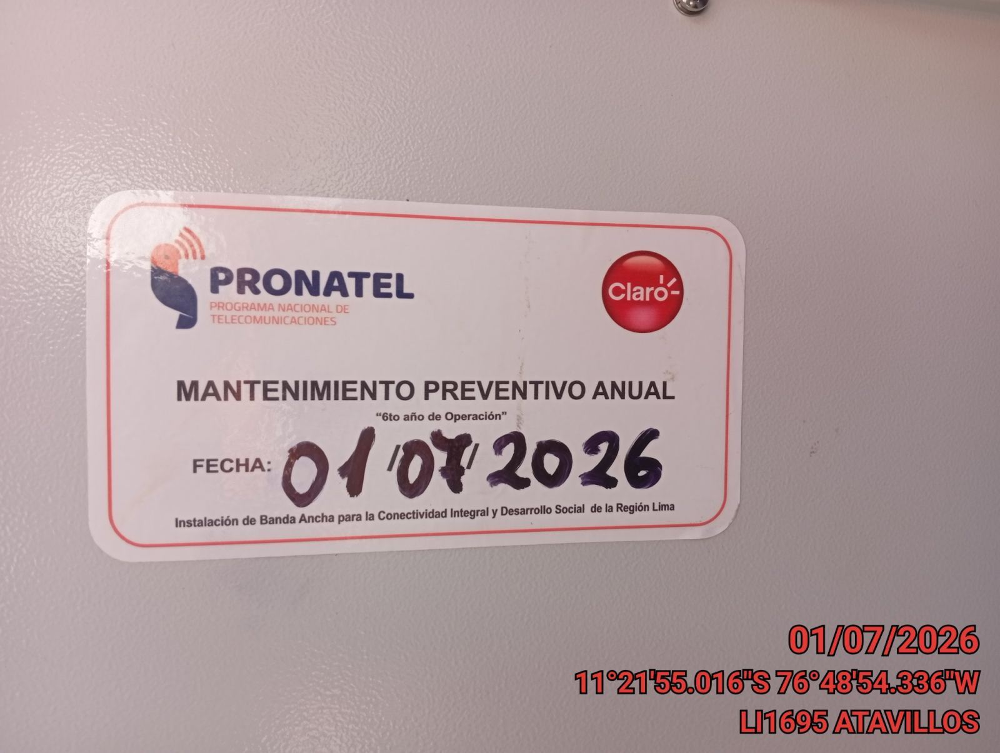 PRONATEL
PROGRAMA NACIONAL DE
TELECOMUNICACIONES
Claro
MANTENIMIENTO PREVENTIVO ANUAL
“6to año de Operación”
FECHA: 01/07/2026
Instalación de Banda Ancha para la Conectividad Integral y Desarrollo Social de la Región Lima
01/07/2026
11°21'55.016"S 76°48'54.336"W
LI1695 ATAVILLOS